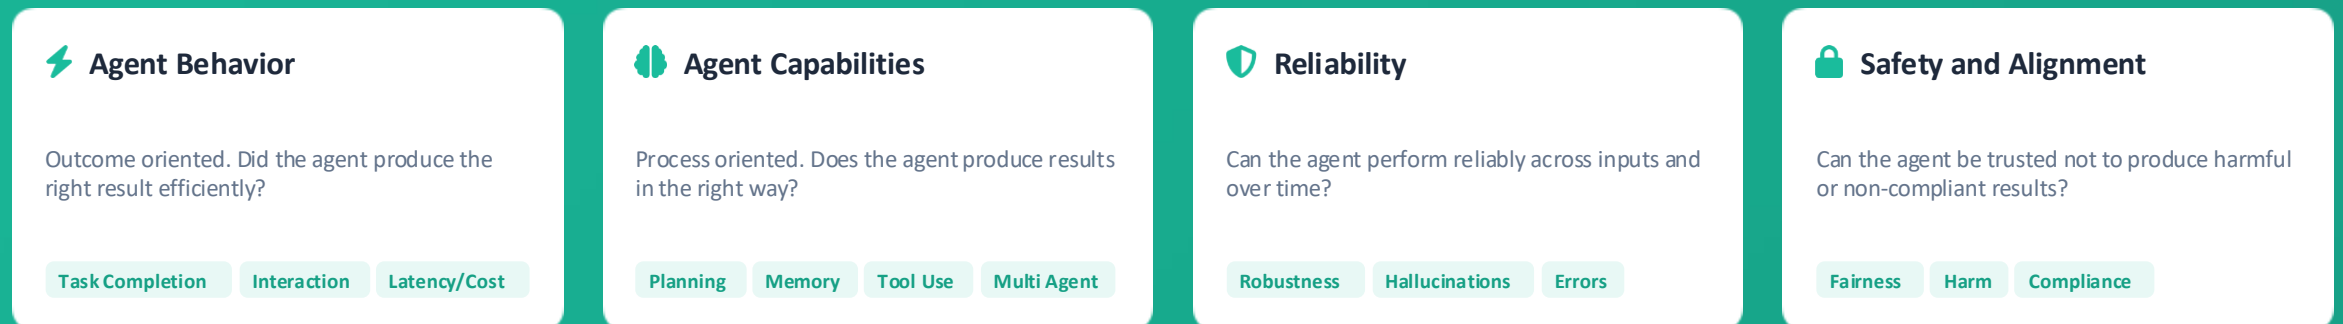 Agent Behavior
Outcome oriented. Did the agent produce the
right result efficiently?
Task Completion
Interaction
Latency/Cost
Agent Capabilities
Process oriented. Does the agent produce results
in the right way?
Planning
Memory
Tool Use
Multi Agent
Reliability
Can the agent perform reliably across inputs and
over time?
Robustness
Hallucinations
Errors
Safety and Alignment
Can the agent be trusted not to produce harmful
or non-compliant results?
Fairness
Harm
Compliance